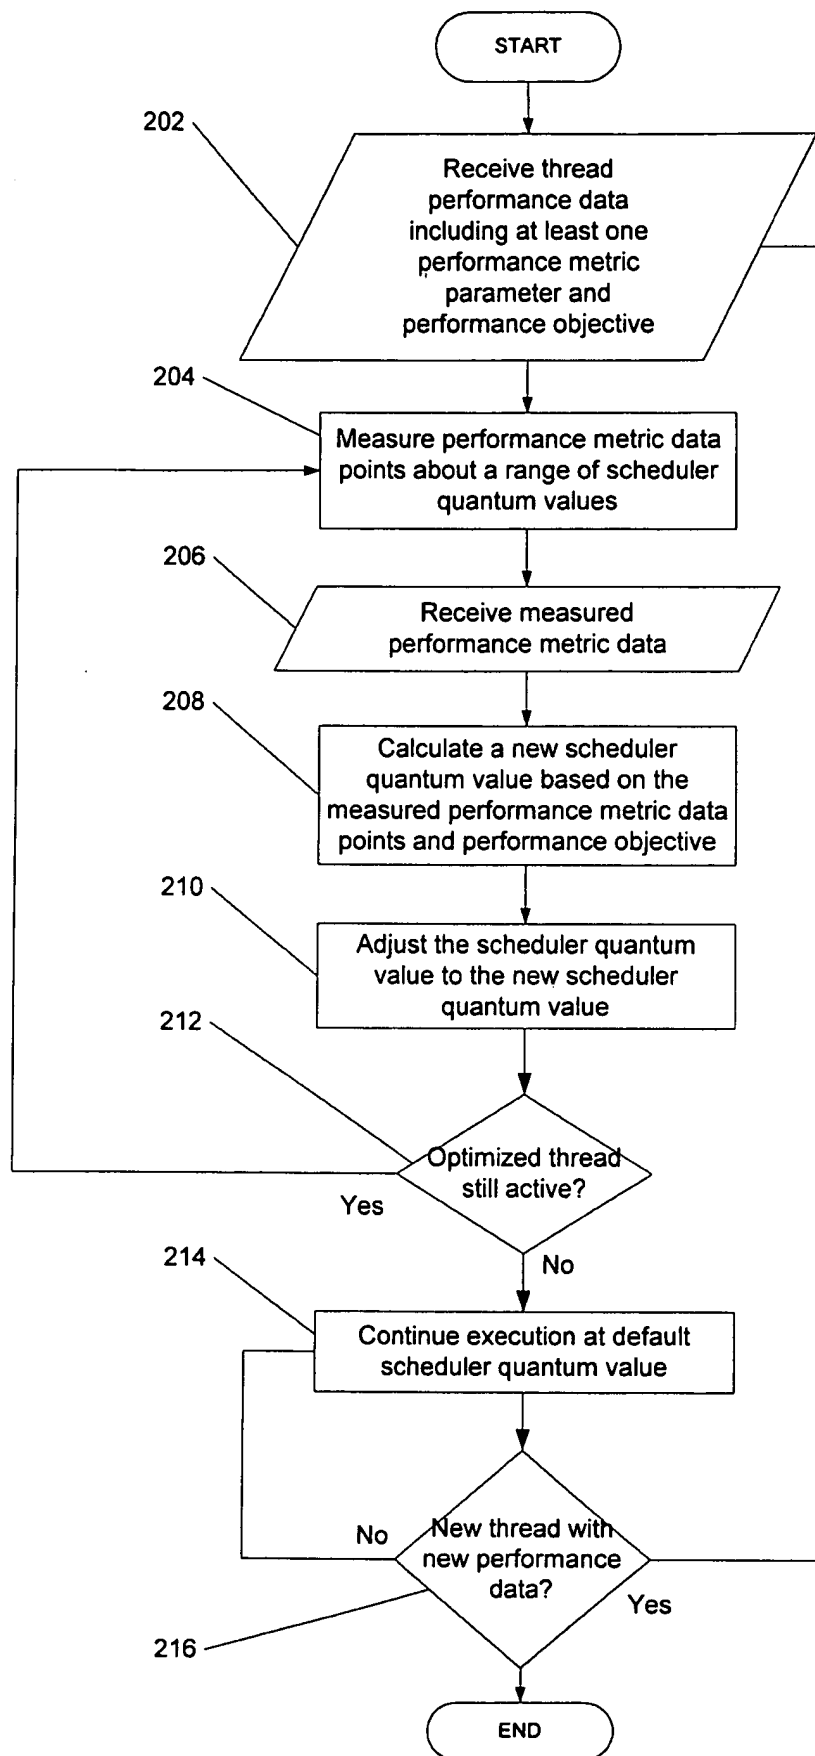 START
202
Receive thread
performance data
including at least one
performance metric
parameter and
performance objective
204
Measure performance metric data
points about a range of scheduler
quantum values
206
Receive measured
performance metric data
208
Calculate a new scheduler
quantum value based on the
measured performance metric data
points and performance objective
210
Adjust the scheduler quantum
value to the new scheduler
quantum value
212
Optimized thread
still active?
Yes
No
214
Continue execution at default
scheduler quantum value
No
New thread with
new performance
data?
Yes
216
END